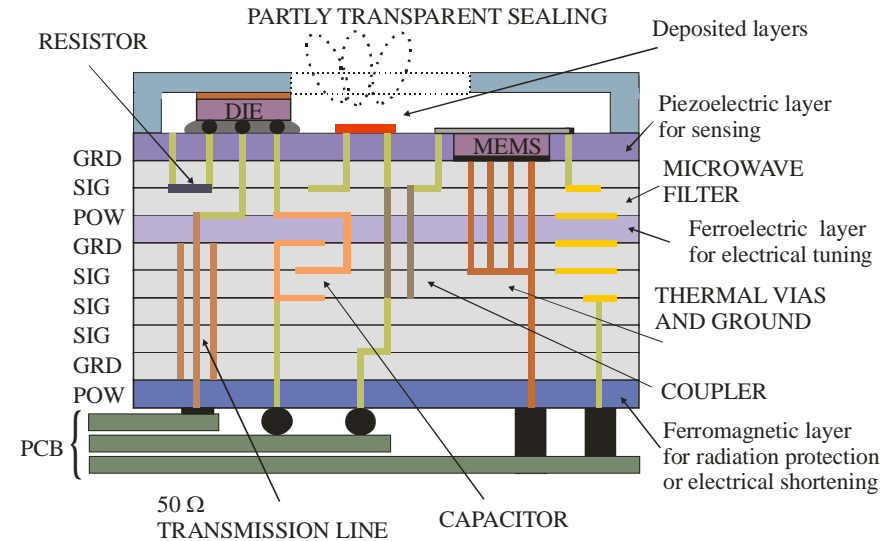 PARTLY TRANSPARENT SEALING
RESISTOR
Deposited layers
DIE
Piezoelectric layer
for sensing
MEMS
GRD
SIG
POW
GRD
SIG
SIG
SIG
GRD
POW
MICROWAVE
FILTER
Ferroelectric layer
for electrical tuning
THERMAL VIAS
AND GROUND
COUPLER
Ferromagnetic layer
for radiation protection
or electrical shortening
PCB
50 Ω
TRANSMISSION LINE
CAPACITOR